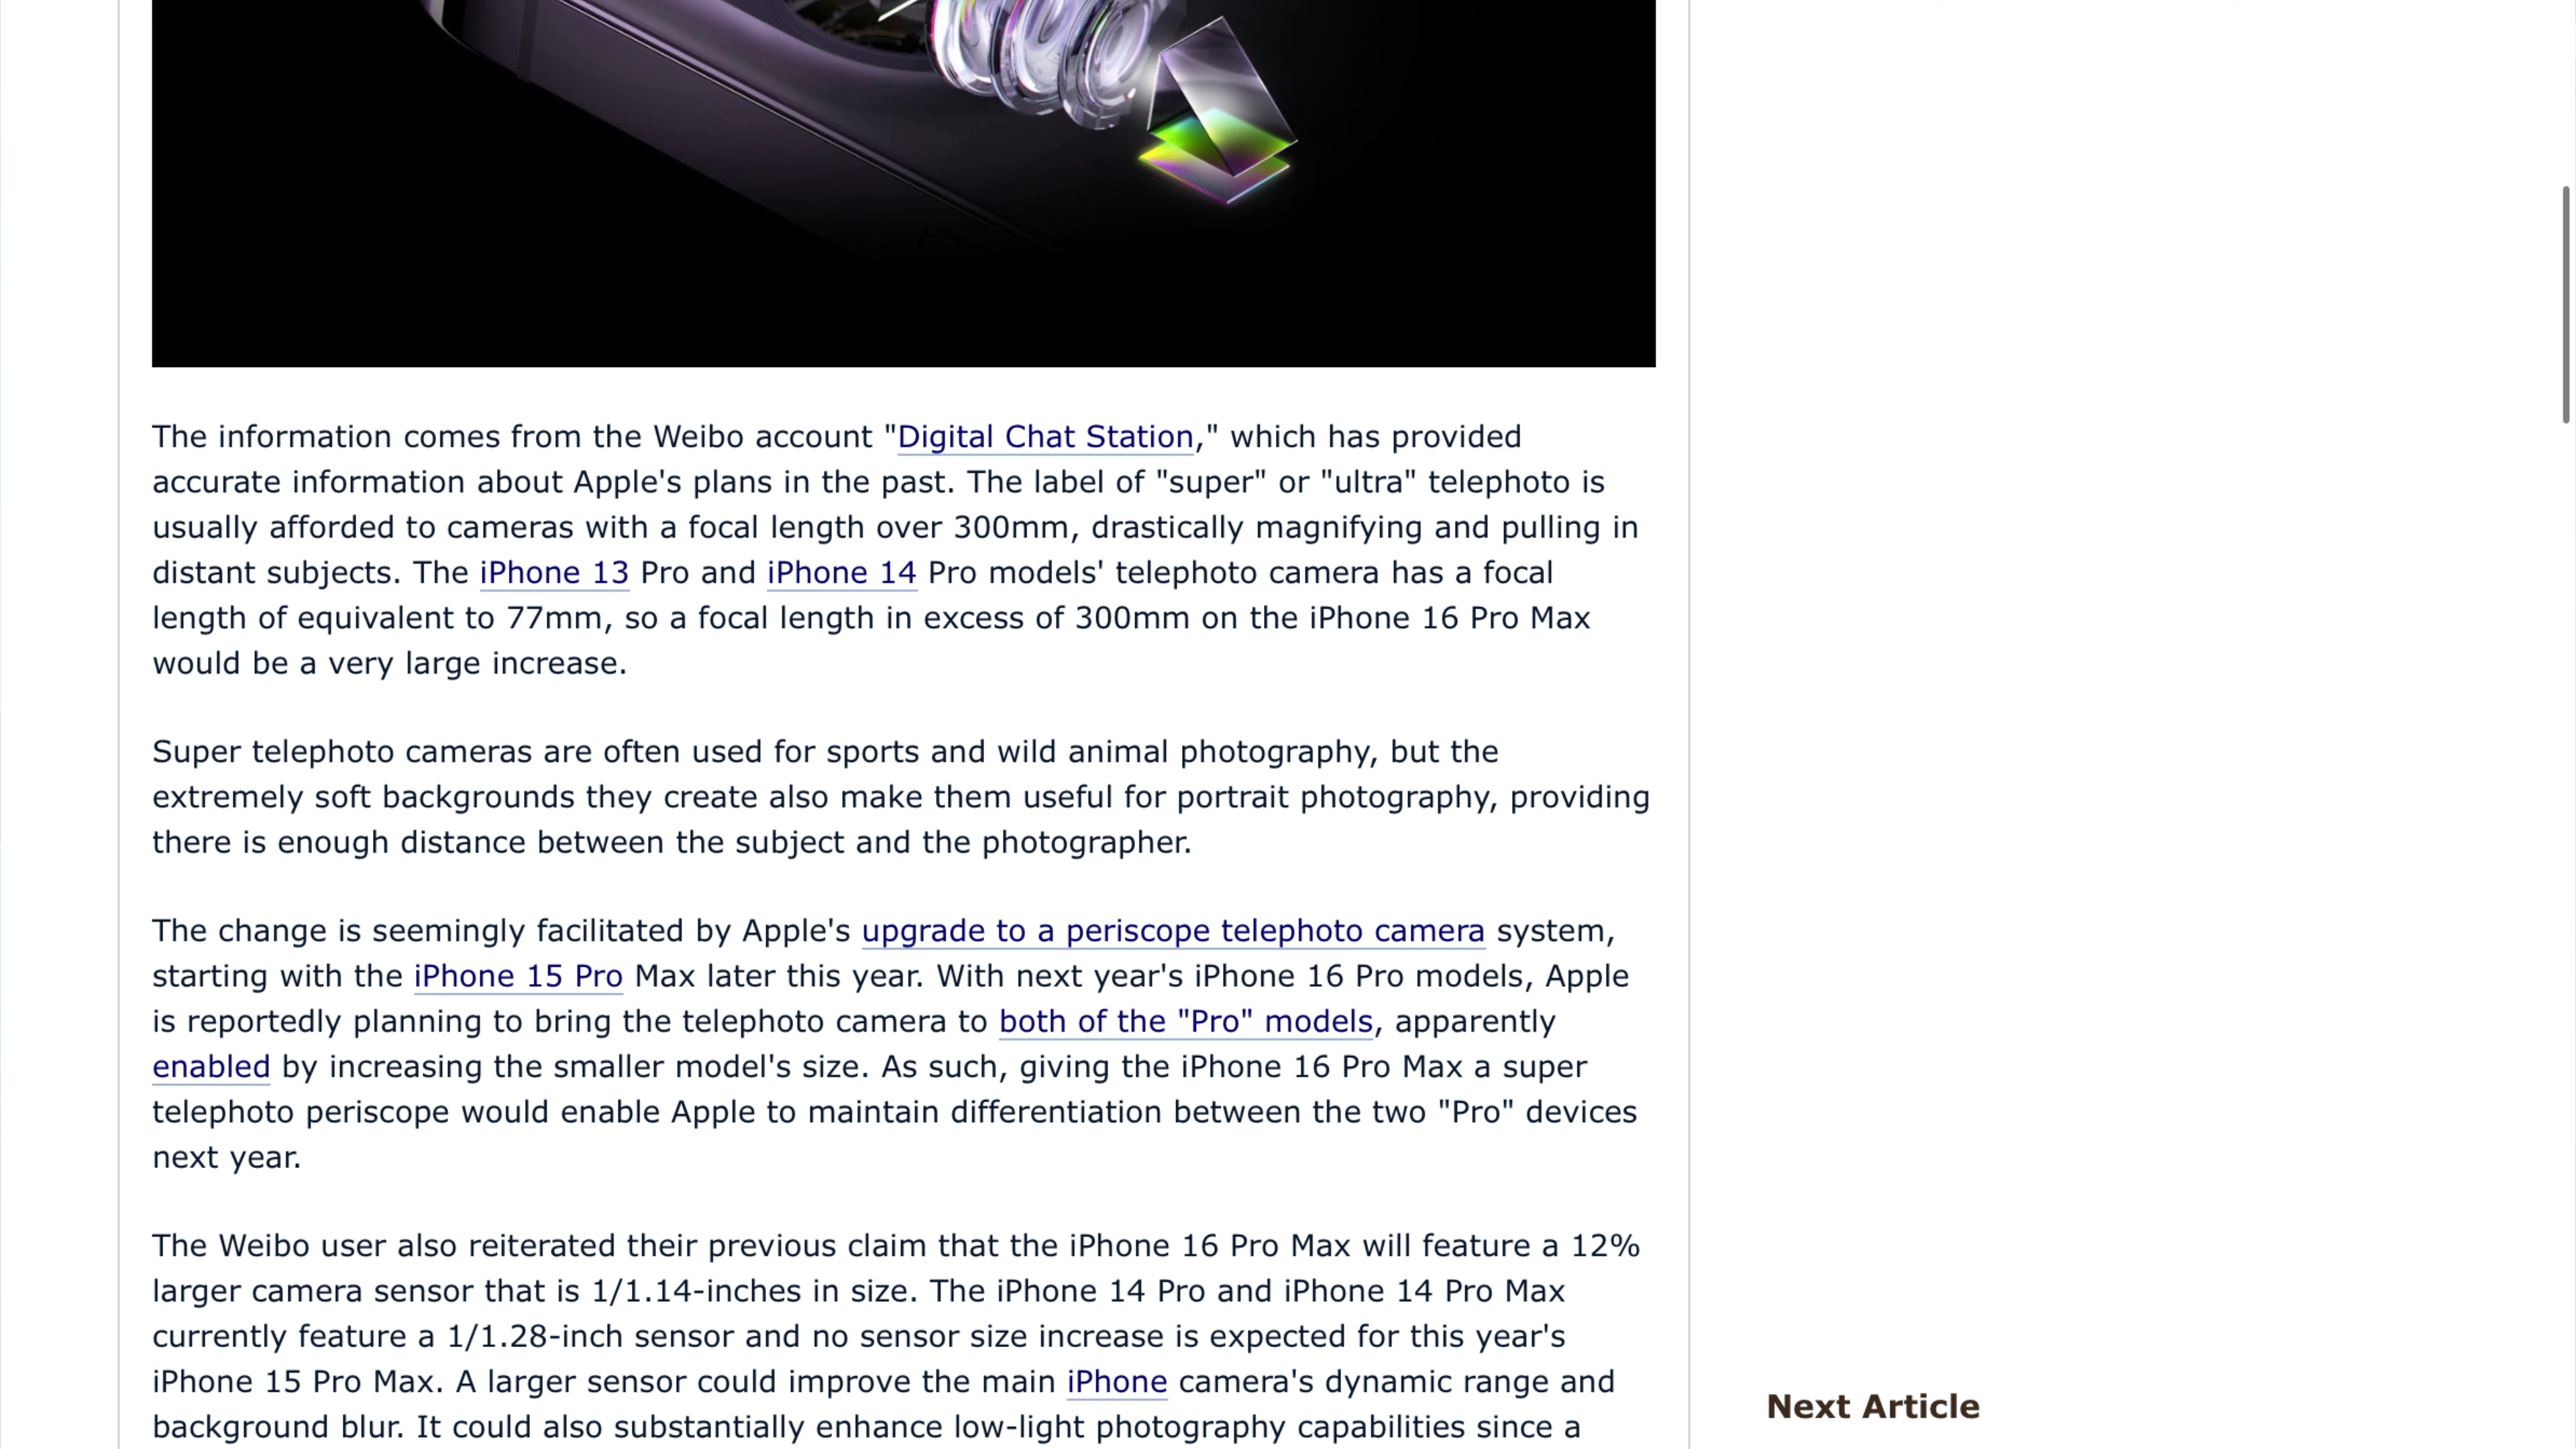 The information comes from the Weibo account "Digital Chat Station," which has provided
accurate information about Apple's plans in the past. The label of "super" or "ultra" telephoto is
usually afforded to cameras with a focal length over 300mm, drastically magnifying and pulling in
distant subjects. The iPhone 13 Pro and iPhone 14 Pro models' telephoto camera has a focal
length of equivalent to 77mm, so a focal length in excess of 300mm on the iPhone 16 Pro Max
would be a very large increase.
Super telephoto cameras are often used for sports and wild animal photography, but the
extremely soft backgrounds they create also make them useful for portrait photography, providing
there is enough distance between the subject and the photographer.
The change is seemingly facilitated by Apple's upgrade to a periscope telephoto camera system,
starting with the iPhone 15 Pro Max later this year. With next year's iPhone 16 Pro models, Apple
is reportedly planning to bring the telephoto camera to both of the "Pro" models, apparently
enabled by increasing the smaller model's size. As such, giving the iPhone 16 Pro Max a super
telephoto periscope would enable Apple to maintain differentiation between the two "Pro" devices
next year.
The Weibo user also reiterated their previous claim that the iPhone 16 Pro Max will feature a 12%
larger camera sensor that is 1/1.14-inches in size. The iPhone 14 Pro and iPhone 14 Pro Max
currently feature a 1/1.28-inch sensor and no sensor size increase is expected for this year's
iPhone 15 Pro Max. A larger sensor could improve the main iPhone camera's dynamic range and
background blur. It could also substantially enhance low-light photography capabilities since a
Next Article